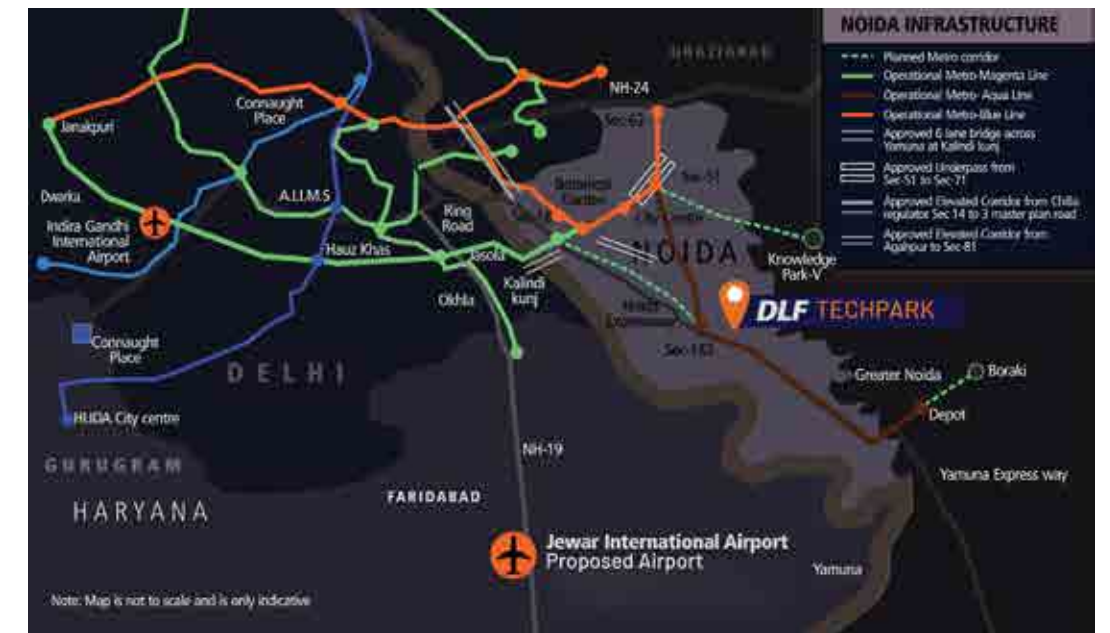 NOIDA INFRASTRUCTURE
Planned Metro corridor
Operational Metro-Magenta Line
Operational Metro- Aqua Line
Operational Metro-Blue Line
Approved 6 lane bridge across
Yamuna at Kalindi kunj
Approved Underpass from
Sec-51 to Sec-71
Approved Elevated Corridor from Chilla
regulator Sec 14 to 3 master plan road
Approved Elevated Corridor from
Agahpur to Sec-81
GHAZIABAD
NH-24
Connaught
Place
Janakpuri
Sec-62
Sec-51
Dworka
A.I.I.M.S
Botanical
Garden
Indira Gandhi
International
Airport
King
Road
Hauz Khas
Jasola
NOIDA
Knowledge
Park-V
Kalindi
kunj
Okhla
DLF TECHPARK
Connaught
Place
DELHI
Greater Noida
Boraki
Depot
HUDA City centre
NH-19
GURUGRAM
Yamuna Express way
HARYANA
FARIDABAD
Jewar International Airport
Proposed Airport
Yamuna
Note: Map is not to scale and is only indicative